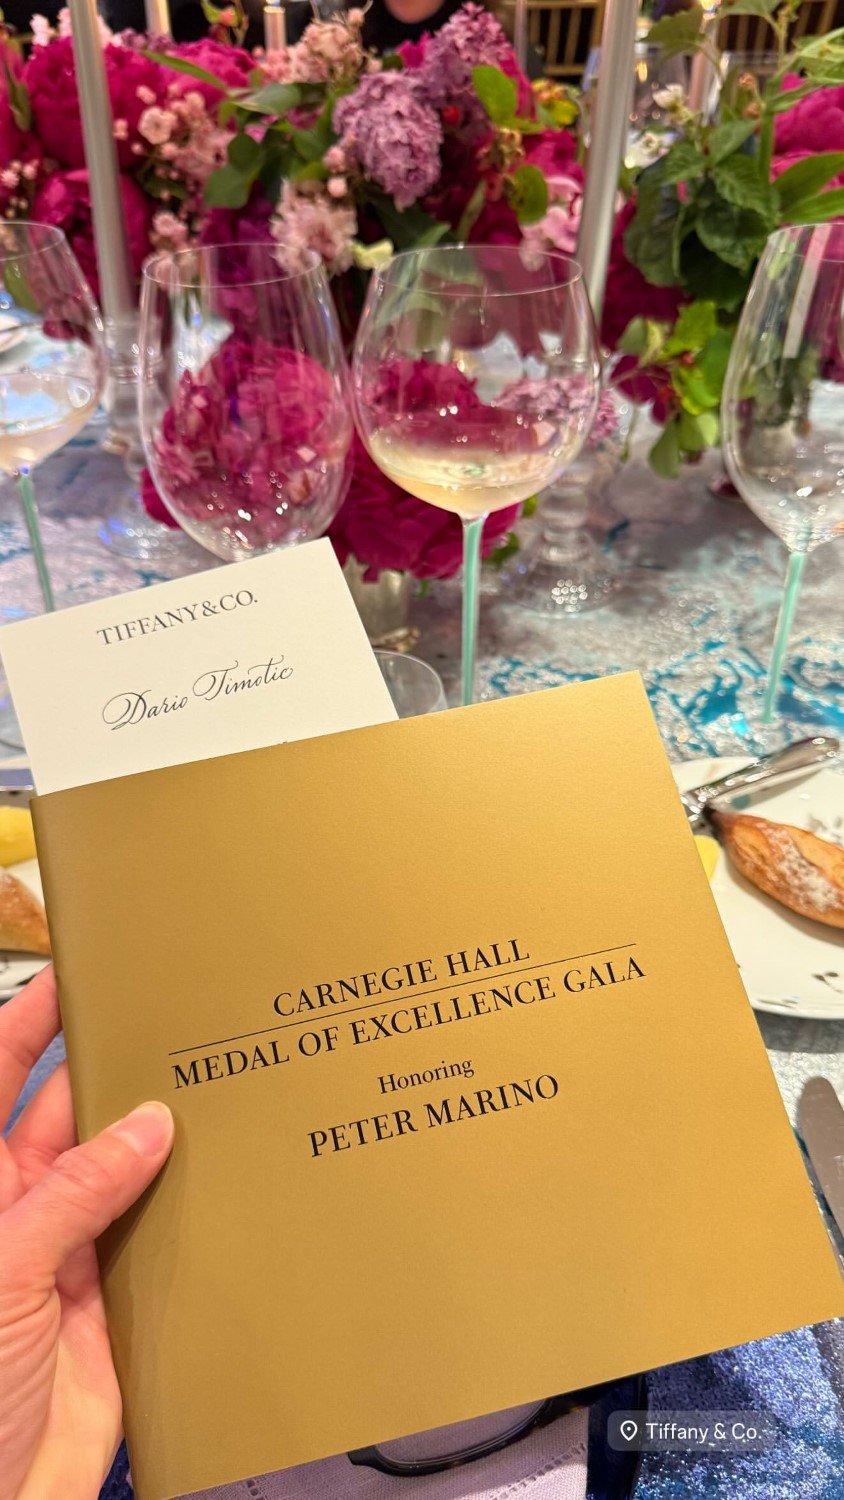 TIFFANY & CO.
Dario Timotic
CARNEGIE HALL
MEDAL OF EXCELLENCE GALA
Honoring
PETER MARINO
Tiffany & Co.